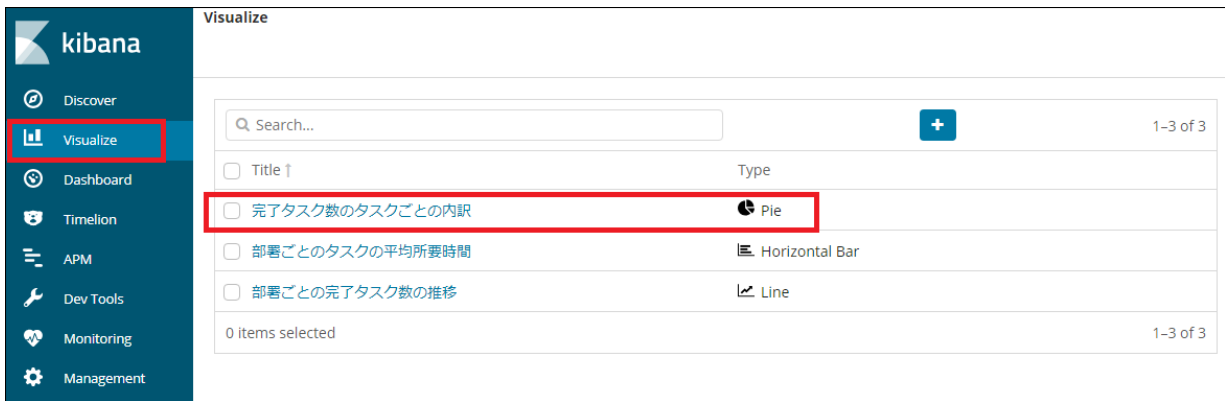 kibana
Discover
Visualize
Dashboard
Timelion
APM
Dev Tools
Monitoring
Management
Visualize
Search...
+
1–3 of 3
Title↑ Type
完了タスク数のタスクごとの内訳 Pie
部署ごとのタスクの平均所要時間 Horizontal Bar
部署ごとの完了タスク数の推移 Line
0 items selected 1–3 of 3